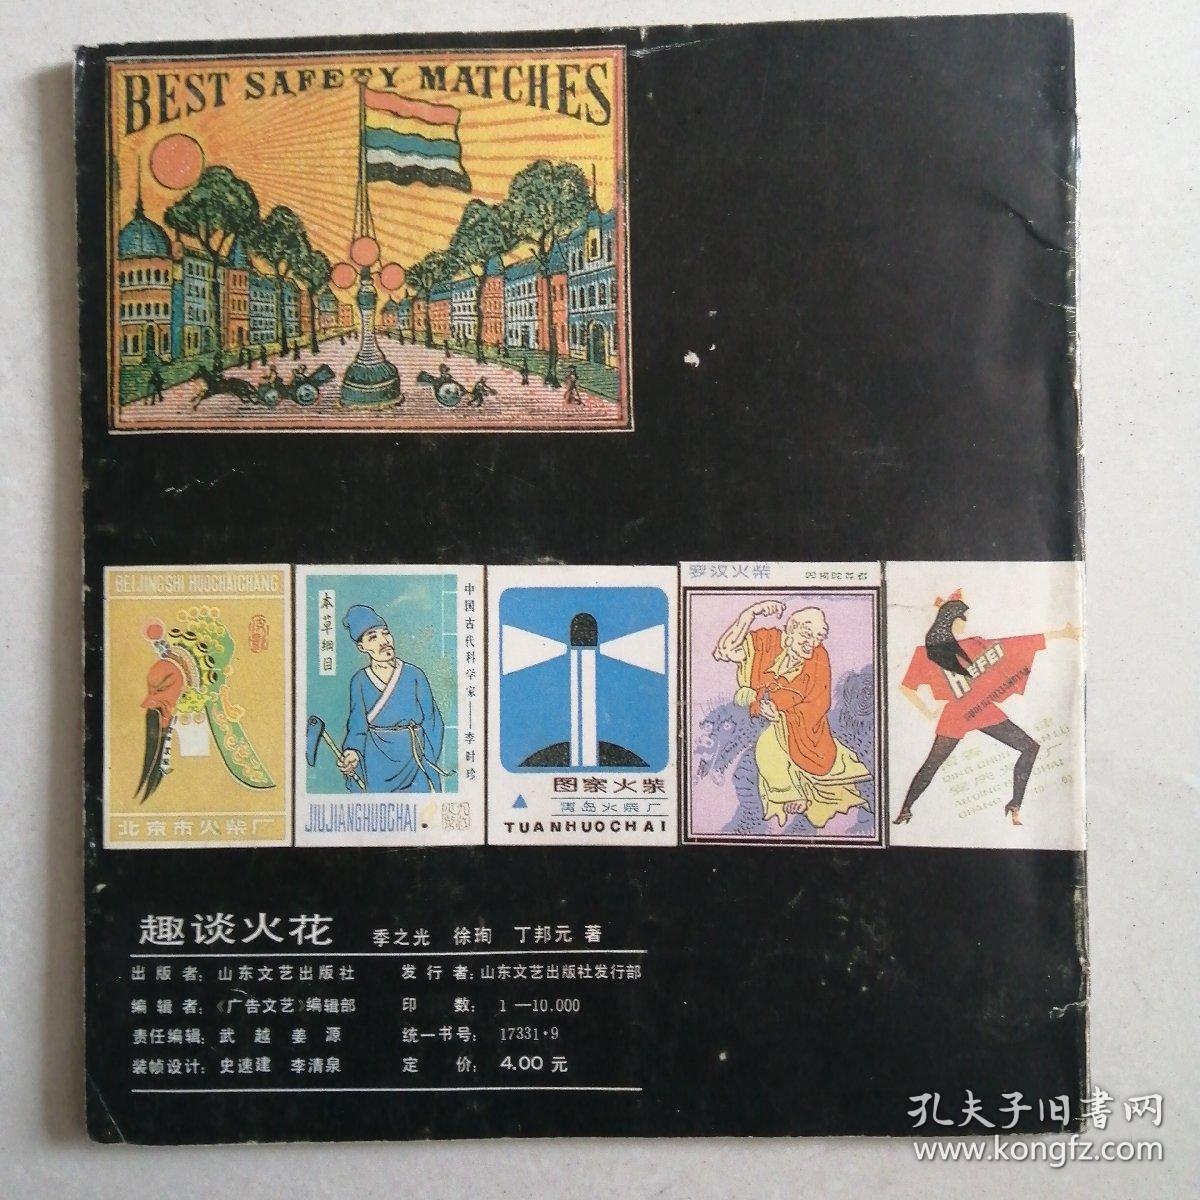 BEST SAFETY MATCHES
BEIJINGSHI HUOCHAICHANG
北京市火柴厂
本草纲目
中国古代科学家——李时珍
JIUJIANGHUOCHAI
图案火柴
青岛火柴厂
TUANHUOCHAI
罗汉火柴
HEFEI
趣谈火花 季之光 徐珣 丁邦元 著
出版者：山东文艺出版社 发行者：山东文艺出版社发行部
编辑者：《广告文艺》编辑部 印数：1—10.000
责任编辑：武越姜源 统一书号：17331·9
装帧设计：史速建 李清泉 定价：4.00元
孔夫子旧书网
www.kongfz.com